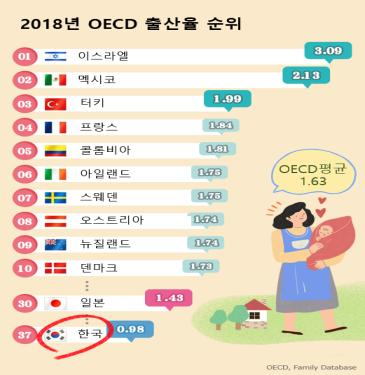 2018년 OECD 출산율 순위
01 이스라엘 3.09
02 멕시코 2.13
03 터키 1.99
04 프랑스 1.84
05 콜롬비아 1.81
06 아일랜드 1.75
07 스웨덴 1.75
08 오스트리아 1.74
09 뉴질랜드 1.74
10 덴마크 1.73
30 일본 1.43
37 한국 0.98
OECD평균
1.63
OECD, Family Database